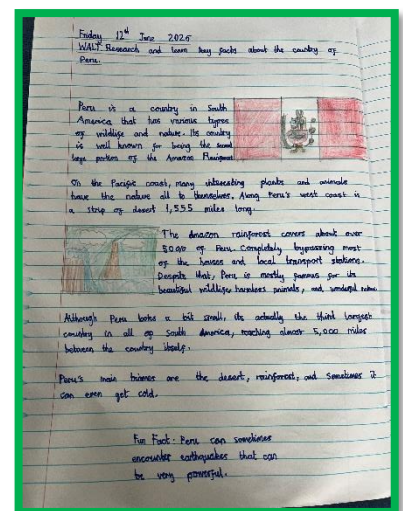 Friday 12th June 2026
WALT: Research and learn key facts about the country of
Peru.
Peru is a country in South
America that has various types
of wildlife and nature. Its country
is well known for being the second
large portion of the Amazon Rainforest
On the Pacific coast, many interesting plants and animals
have the nature all to themselves. Along Peru's west coast is
a strip of desert 1,555 miles long.
The Amazon rainforest covers about over
50% of Peru. Completely bypassing most
of the houses and local transport stations.
Despite that, Peru is mostly famous for its
beautiful wildlife, harmless animals, and wonderful
Although Peru looks a bit small, its actually the third largest
country in all of South America, reaching almost 5,000 miles
between the country itself.
Peru's main biomes are the desert, rainforest, and sometimes it
can even get cold.
Fun Fact: Peru can sometimes
encounter earthquakes that can
be very powerful.